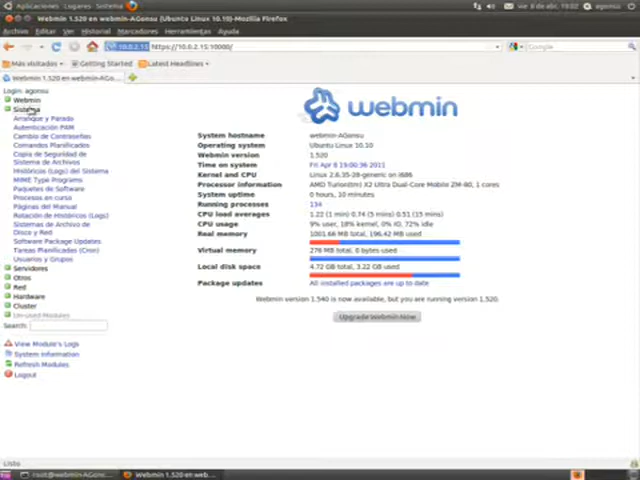 Aplicaciones Lugares Sistema vie 8 de abr, 19:02 agonsu
Webmin 1.520 en webmin-AGonsu (Ubuntu Linux 10.10)-Mozilla Firefox
Archivo Editar Ver Historial Marcadores Herramientas Ayuda
10.0.2.15 https://10.0.2.15:10000/ Google
Más visitados Getting Started Latest Headlines
Webmin 1.520 en webmin-AGo...
Login: agonsu
Webmin
Sistema
Arranque y Parada
Autenticación PAM
Cambio de Contraseñas
Comandos Planificados
Copia de Seguridad de
Sistema de Archivos
Históricos (Logs) del Sistema
MIME Type Programs
Paquetes de Software
Procesos en curso
Páginas del Manual
Rotación de Históricos (Logs)
Sistemas de Archivo de
Disco y Red
Software Package Updates
Tareas Planificadas (Cron)
Usuarios y Grupos
Servidores
Otros
Red
Hardware
Cluster
Un-used Modules
Search:
View Module's Logs
System Information
Refresh Modules
Logout
webmin
System hostname webmin-AGonsu
Operating system Ubuntu Linux 10.10
Webmin version 1.520
Time on system Fri Apr 8 19:00:36 2011
Kernel and CPU Linux 2.6.35-28-generic on i686
Processor information AMD Turion(tm) X2 Ultra Dual-Core Mobile ZM-80, 1 cores
System uptime 0 hours, 10 minutes
Running processes 134
CPU load averages 1.22 (1 min) 0.74 (5 mins) 0.51 (15 mins)
CPU usage 9% user, 18% kernel, 0% IO, 72% idle
Real memory 1001.66 MB total, 196.42 MB used
Virtual memory 276 MB total, 0 bytes used
Local disk space 4.72 GB total, 3.22 GB used
Package updates All installed packages are up to date
Webmin version 1.540 is now available, but you are running version 1.520.
Upgrade Webmin Now
Listo
root@webmin-AGonc... Webmin 1.520 en web...